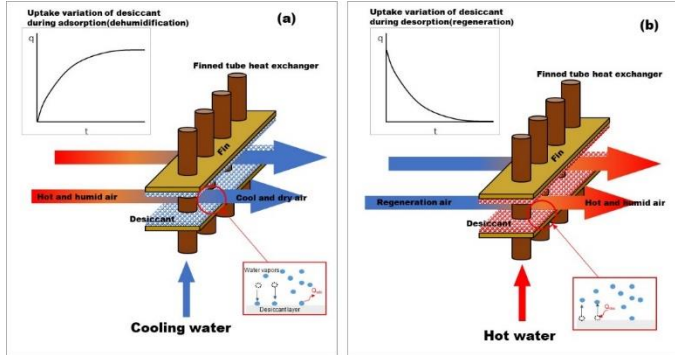 Uptake variation of desiccant
during adsorption(dehumidification)
(a)
q
t
Finned tube heat exchanger
Fin
Hot and humid air
Cool and dry air
Desiccant
Water vapors
Desiccant layer
Cooling water
Uptake variation of desiccant
during desorption(regeneration)
(b)
q
t
Finned tube heat exchanger
Fin
Regeneration air
Hot and humid air
Desiccant
Hot water